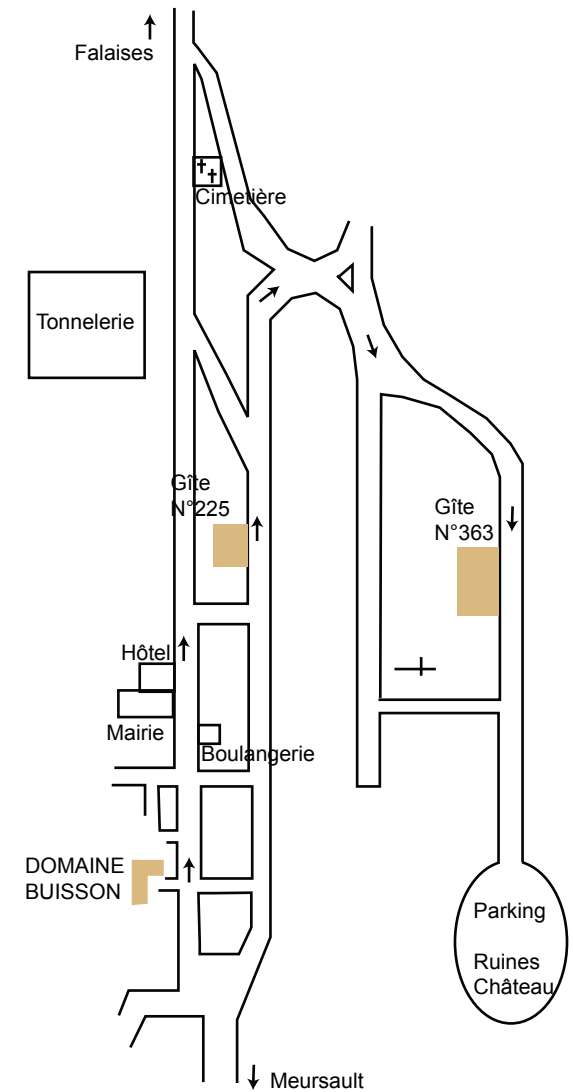 Falaises
Cimetière
Tonnelerie
Gîte
N°225
Gîte
N°363
Hôtel
Mairie
Boulangerie
DOMAINE
BUISSON
Parking
Ruines
Château
Meursault